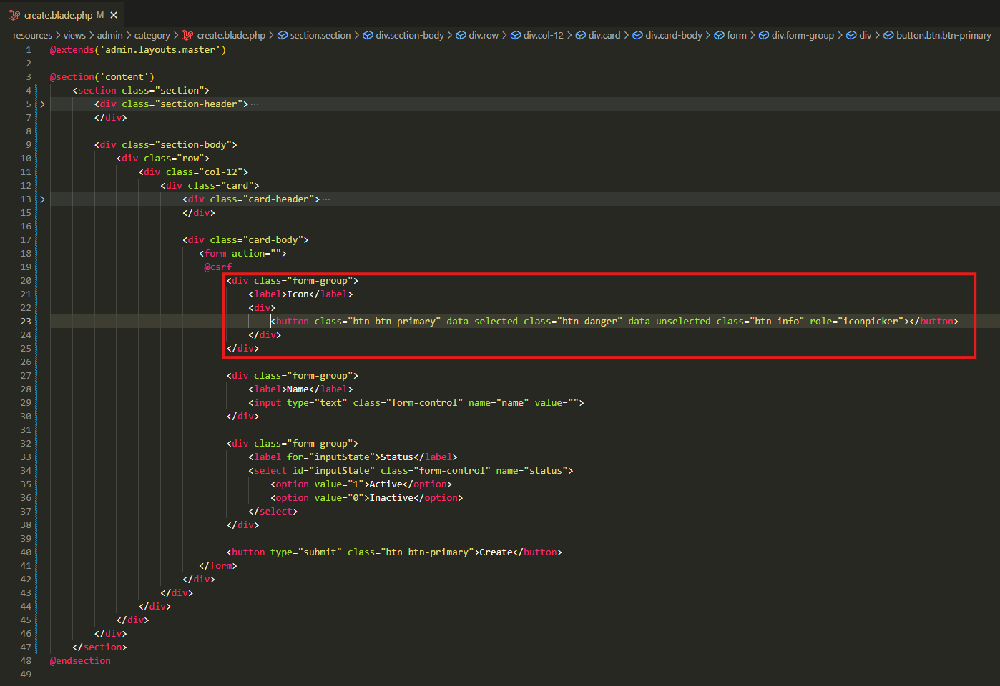 create.blade.php M ×
resources > views > admin > category > create.blade.php > section.section > div.section-body > div.row > div.col-12 > div.card > div.card-body > form > div.form-group > div > button.btn.btn-primary
1 @extends('admin.layouts.master')
2
3 @section('content')
4 <section class="section">
5 > <div class="section-header"> ···
7 </div>
8
9 <div class="section-body">
10 <div class="row">
11 <div class="col-12">
12 <div class="card">
13 > <div class="card-header"> ···
15 </div>
16
17 <div class="card-body">
18 <form action="">
19 @csrf
20 <div class="form-group">
21 <label>Icon</label>
22 <div>
23 <button class="btn btn-primary" data-selected-class="btn-danger" data-unselected-class="btn-info" role="iconpicker"></button>
24 </div>
25 </div>
26
27 <div class="form-group">
28 <label>Name</label>
29 <input type="text" class="form-control" name="name" value="">
30 </div>
31
32 <div class="form-group">
33 <label for="inputState">Status</label>
34 <select id="inputState" class="form-control" name="status">
35 <option value="1">Active</option>
36 <option value="0">Inactive</option>
37 </select>
38 </div>
39
40 <button type="submit" class="btn btn-primary">Create</button>
41 </form>
42 </div>
43 </div>
44 </div>
45 </div>
46 </div>
47 </section>
48 @endsection
49